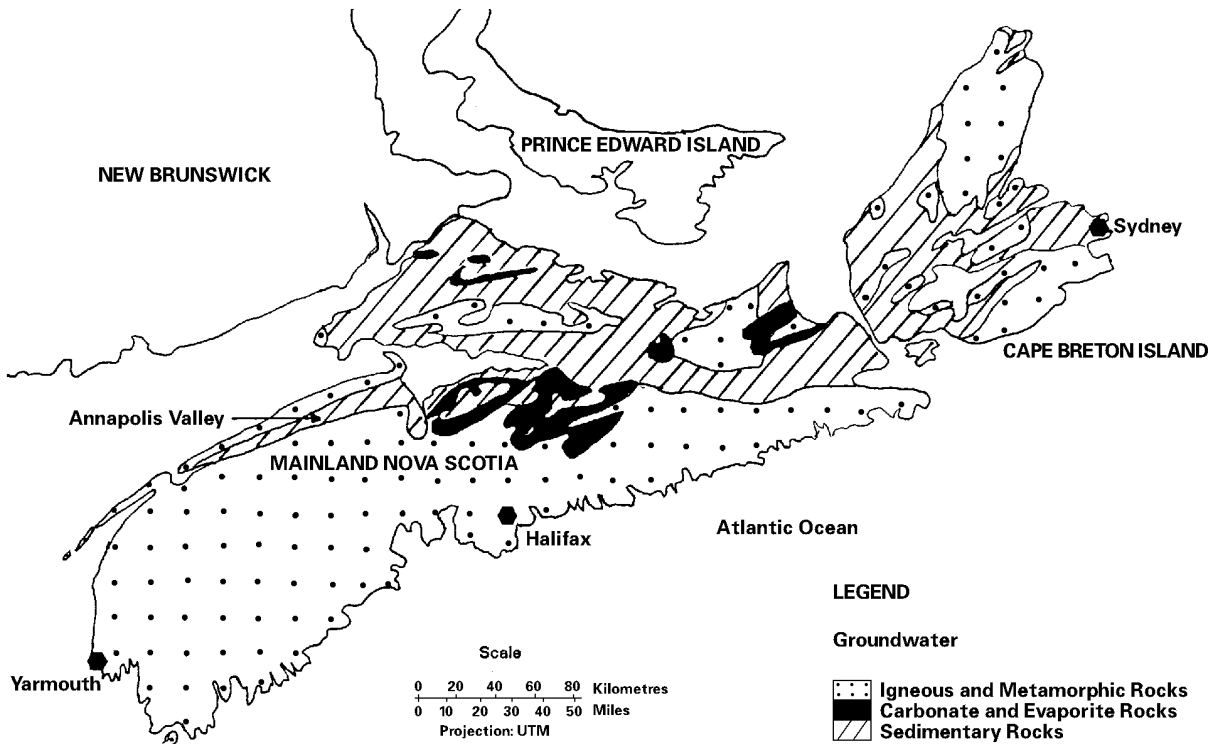 PRINCE EDWARD ISLAND
NEW BRUNSWICK
Sydney
CAPE BRETON ISLAND
Annapolis Valley
MAINLAND NOVA SCOTIA
Halifax
Atlantic Ocean
LEGEND
Groundwater
Yarmouth
Scale
0 20 40 60 80 Kilometres
0 10 20 30 40 50 Miles
Projection: UTM
Igneous and Metamorphic Rocks
Carbonate and Evaporite Rocks
Sedimentary Rocks